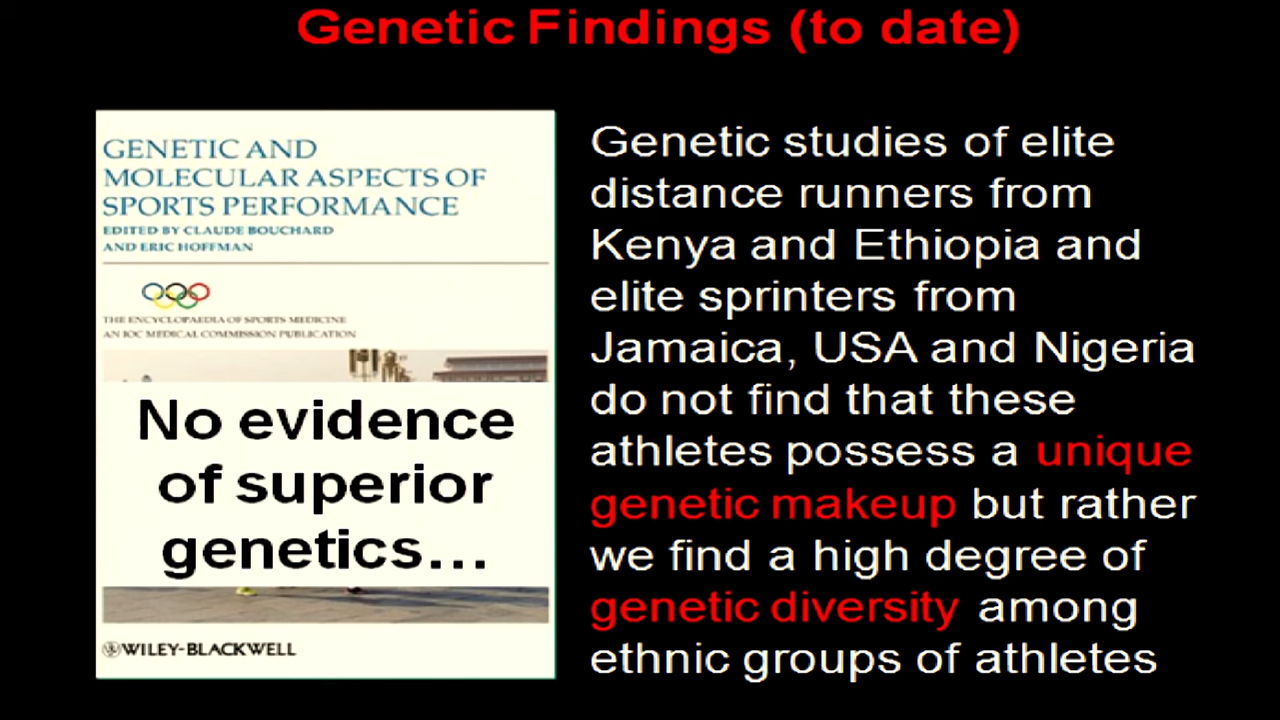 Genetic Findings (to date)
GENETIC AND
MOLECULAR ASPECTS OF
SPORTS PERFORMANCE
EDITED BY CLAUDE BOUCHARD
AND ERIC HOFFMAN
THE ENCYCLOPAEDIA OF SPORTS MEDICINE
AN IOC MEDICAL COMMISSION PUBLICATION
No evidence
of superior
genetics...
WILEY-BLACKWELL
Genetic studies of elite
distance runners from
Kenya and Ethiopia and
elite sprinters from
Jamaica, USA and Nigeria
do not find that these
athletes possess a unique
genetic makeup but rather
we find a high degree of
genetic diversity among
ethnic groups of athletes